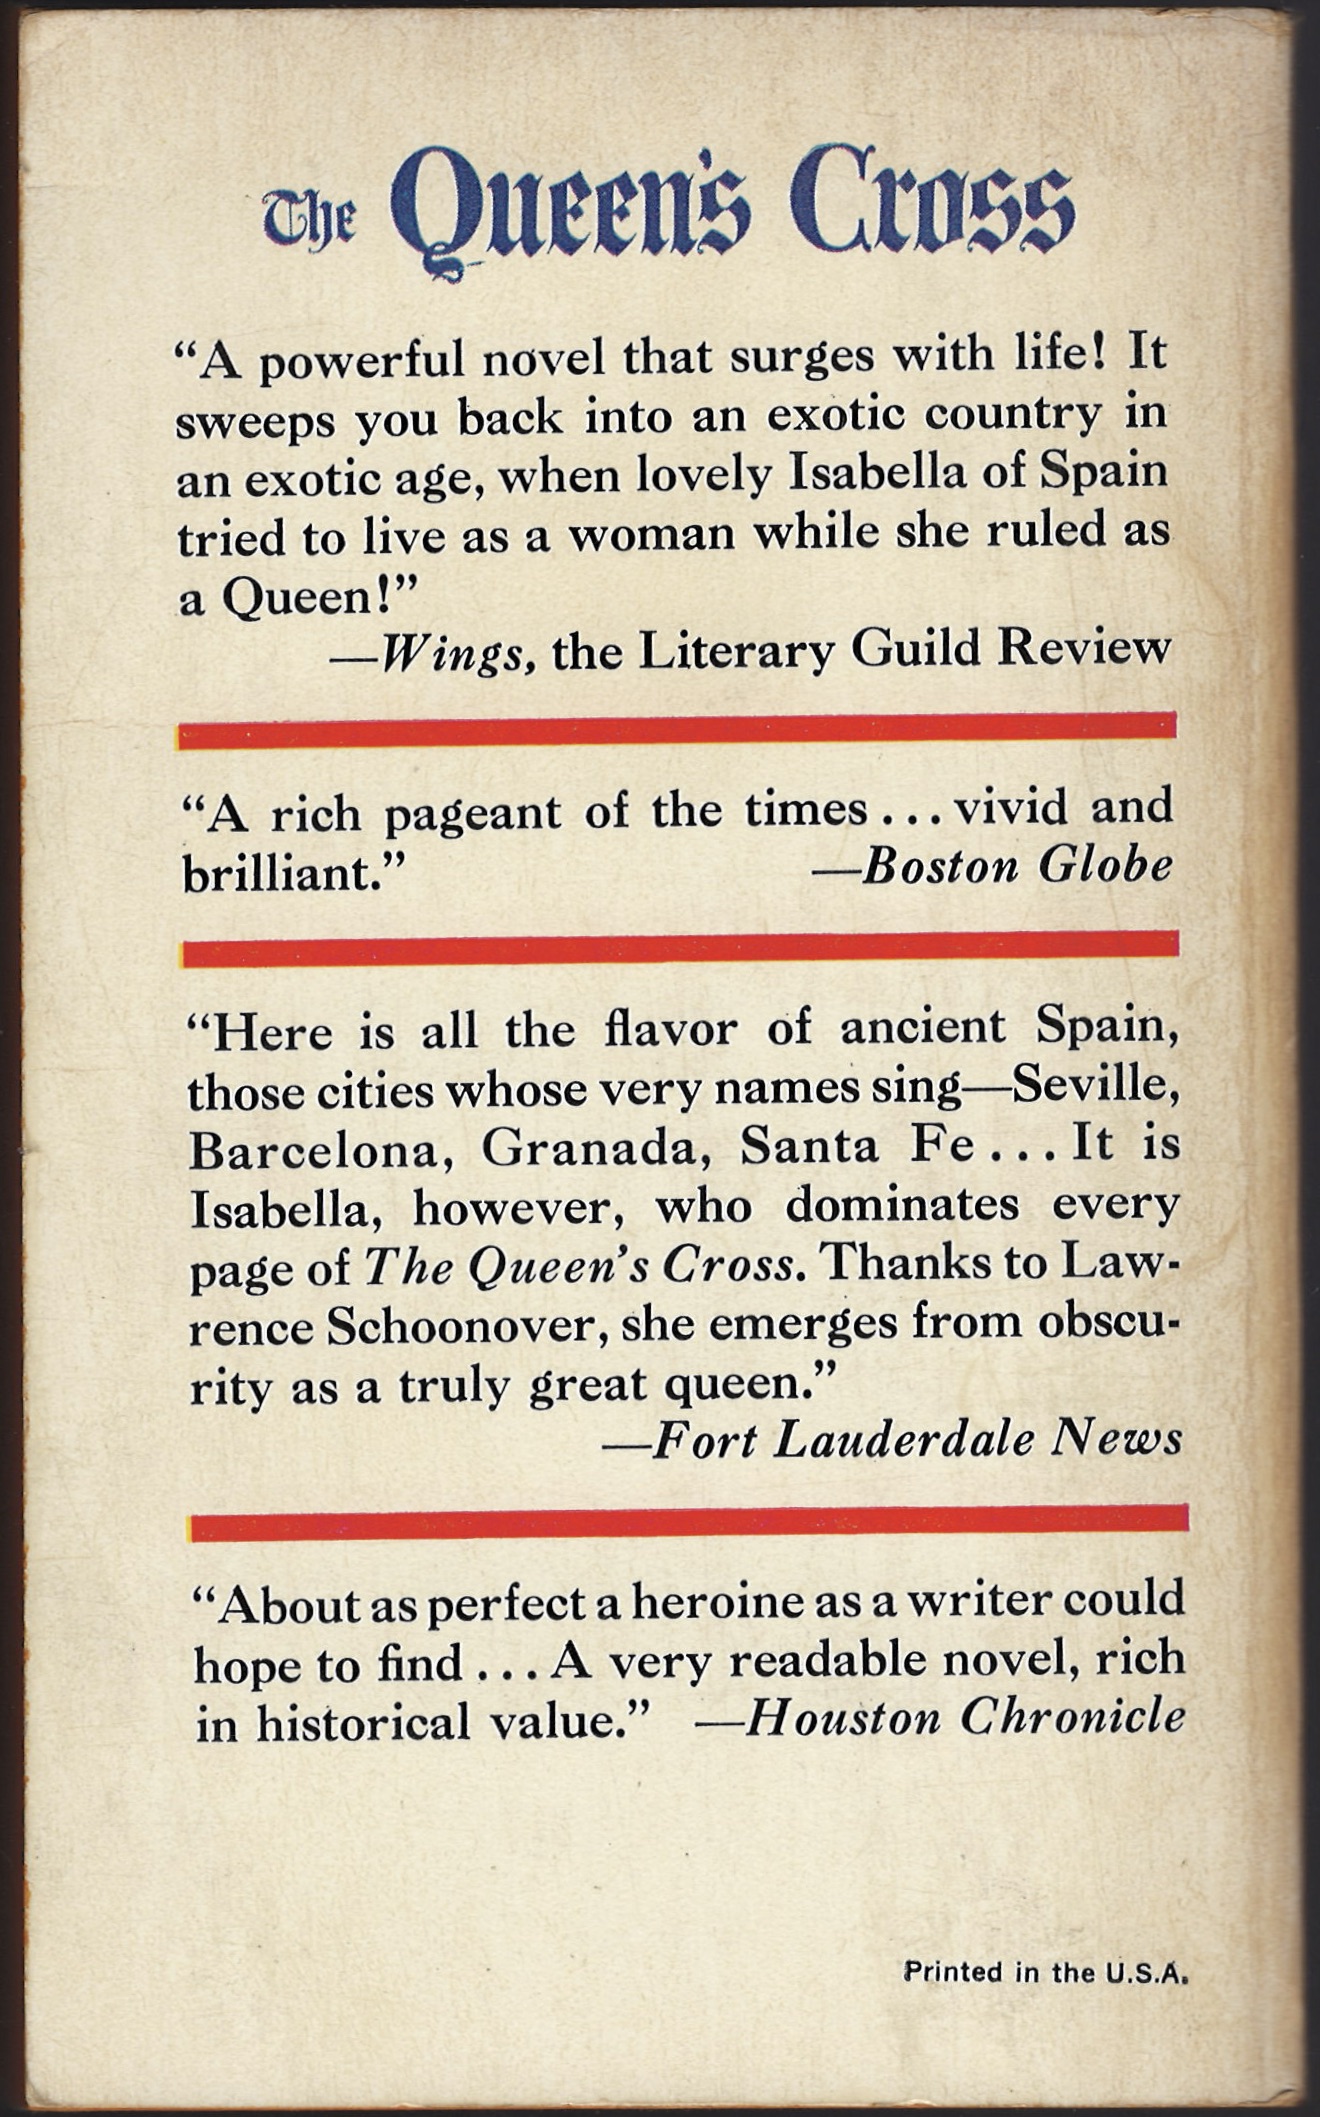 The Queen's Cross
“A powerful novel that surges with life! It
sweeps you back into an exotic country in
an exotic age, when lovely Isabella of Spain
tried to live as a woman while she ruled as
a Queen!”
—Wings, the Literary Guild Review
“A rich pageant of the times...vivid and
brilliant.” —Boston Globe
“Here is all the flavor of ancient Spain,
those cities whose very names sing—Seville,
Barcelona, Granada, Santa Fe...It is
Isabella, however, who dominates every
page of The Queen’s Cross. Thanks to Law-
rence Schoonover, she emerges from obscu-
rity as a truly great queen.”
—Fort Lauderdale News
“About as perfect a heroine as a writer could
hope to find...A very readable novel, rich
in historical value.” —Houston Chronicle
Printed in the U.S.A.